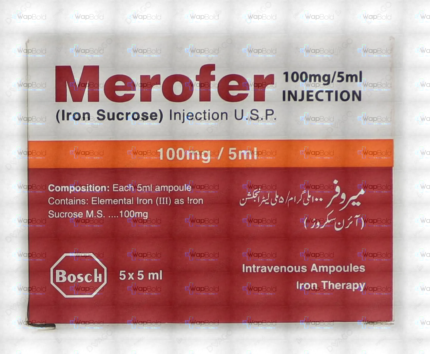 Merofer 100mg/5ml
INJECTION
(Iron Sucrose) Injection U.S.P.
100mg / 5ml
Composition: Each 5ml ampoule
Contains: Elemental Iron (III) as Iron
Sucrose M.S. ....100mg
میروفر ۱۰۰ ملی گرام/ ۵ ملی لیٹر انجکشن
(آئرن سکروز)
Bosch 5 x 5 ml
Intravenous Ampoules
Iron Therapy